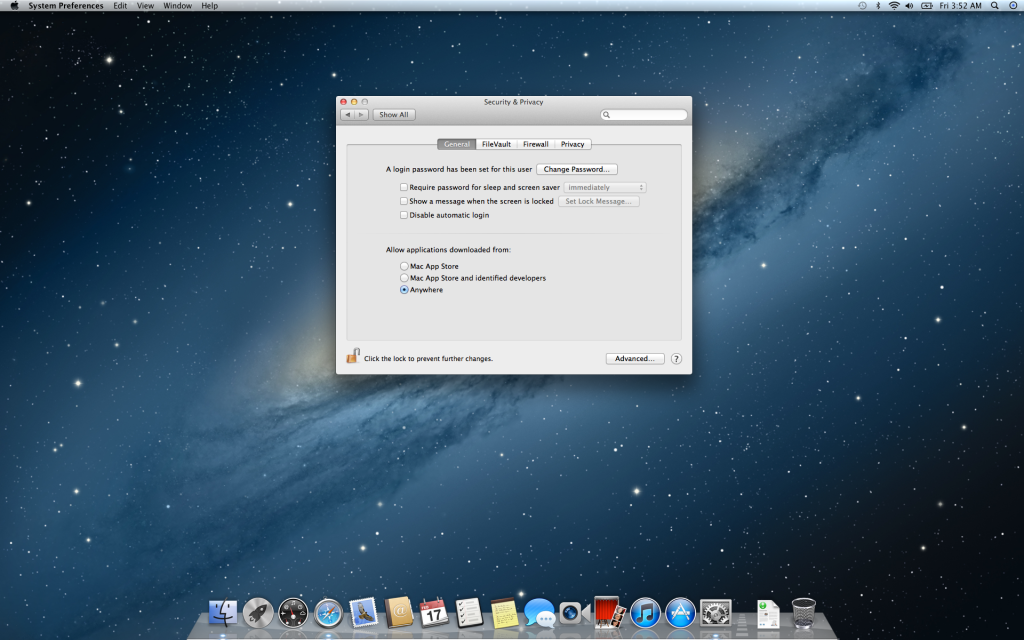 System Preferences Edit View Window Help Fri 3:52 AM
Security & Privacy
Show All
General FileVault Firewall Privacy
A login password has been set for this user Change Password...
Require password for sleep and screen saver immediately
Show a message when the screen is locked Set Lock Message...
Disable automatic login
Allow applications downloaded from:
Mac App Store
Mac App Store and identified developers
Anywhere
Click the lock to prevent further changes. Advanced... ?
17